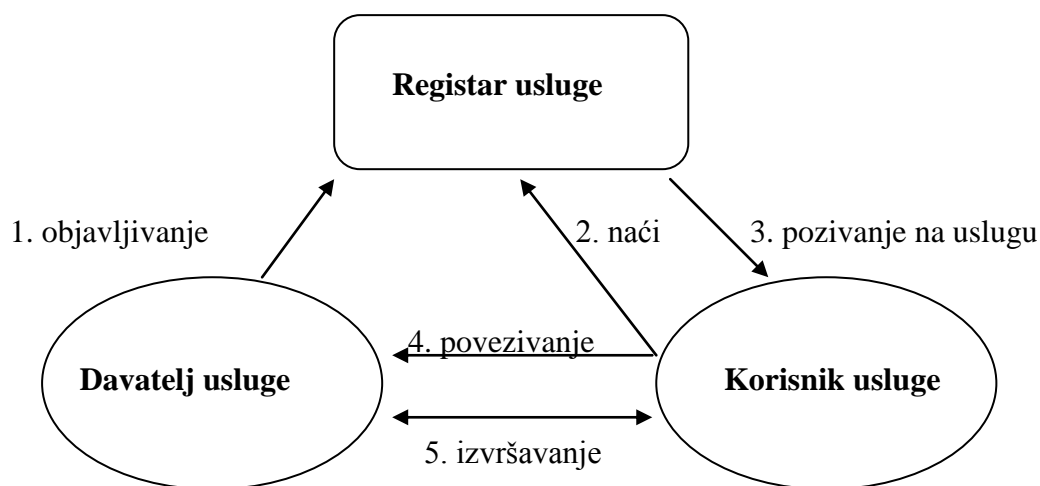 Registar usluge
1. objavljivanje
2. naći
3. pozivanje na uslugu
4. povezivanje
Davatelj usluge
Korisnik usluge
5. izvršavanje